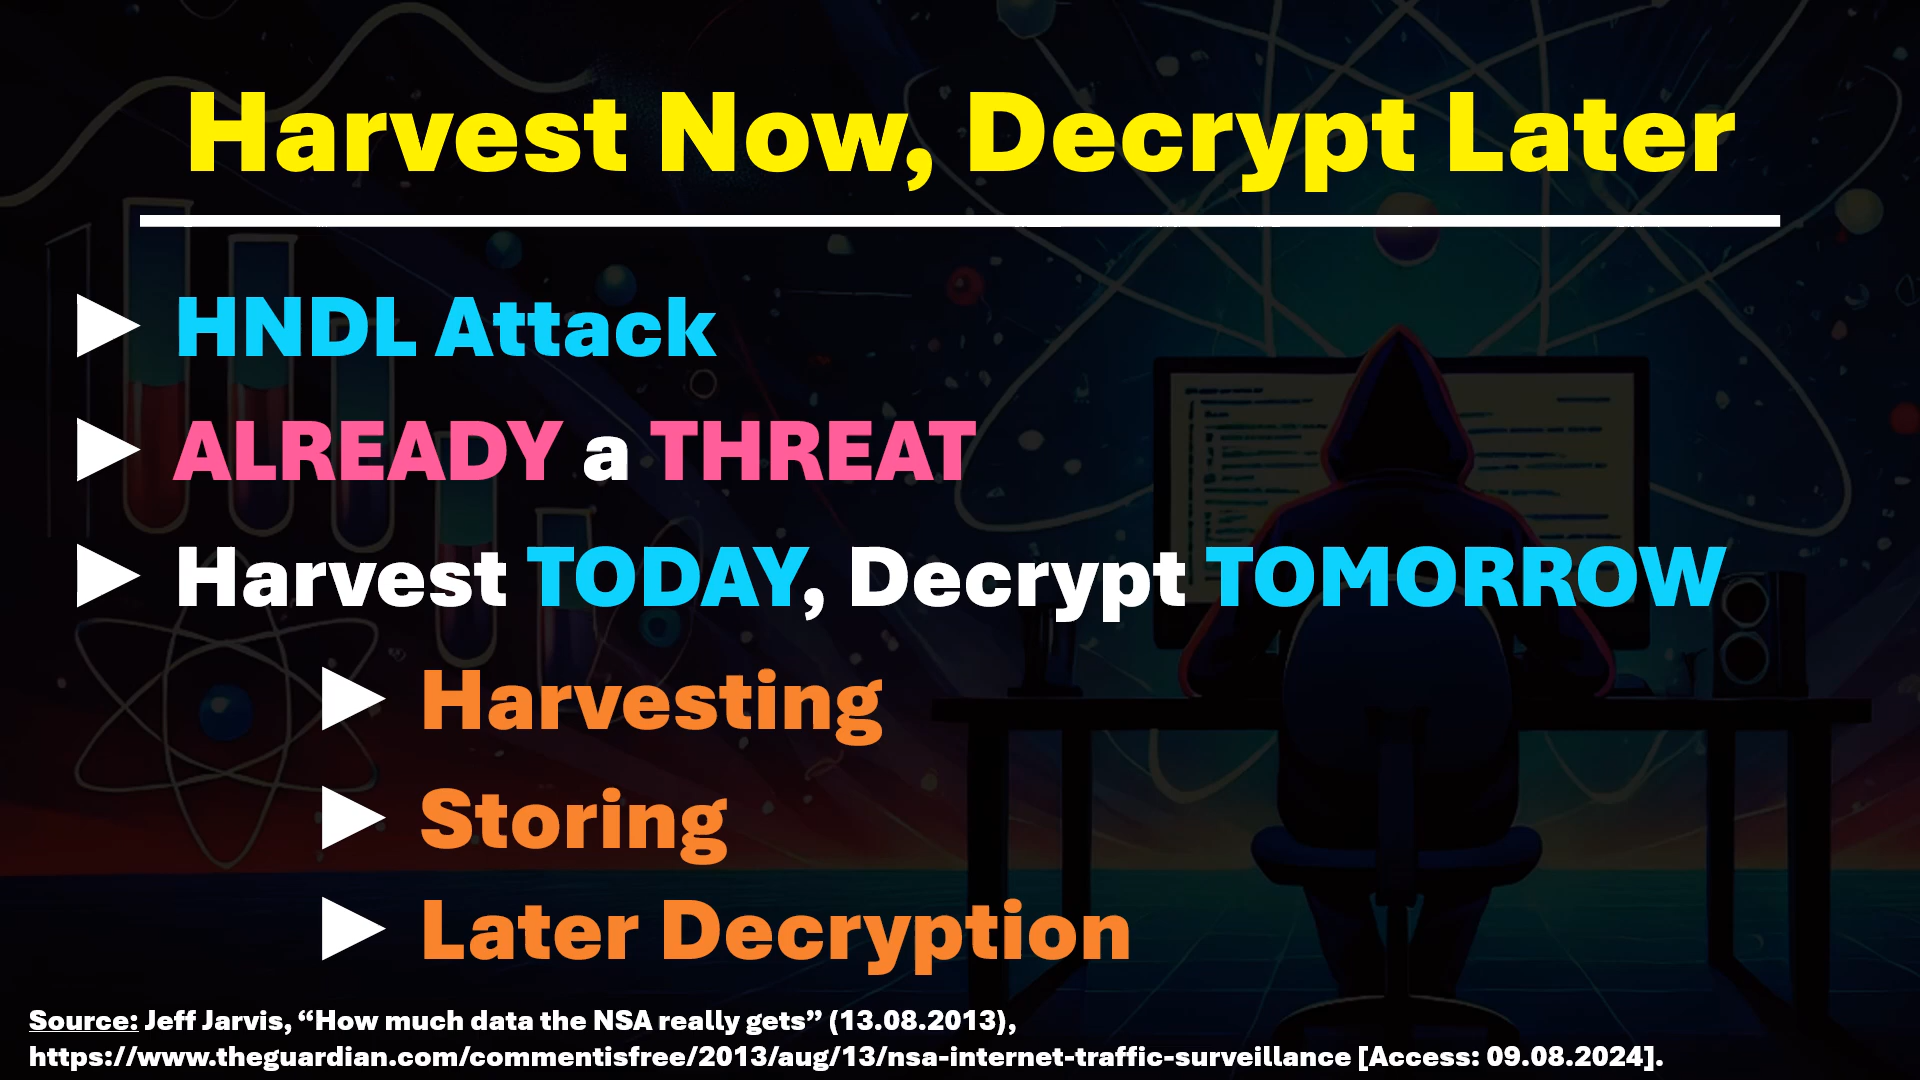 Harvest Now, Decrypt Later
HNDL Attack
ALREADY a THREAT
Harvest TODAY, Decrypt TOMORROW
Harvesting
Storing
Later Decryption
Source: Jeff Jarvis, “How much data the NSA really gets” (13.08.2013),
https://www.theguardian.com/commentisfree/2013/aug/13/nsa-internet-traffic-surveillance [Access: 09.08.2024].